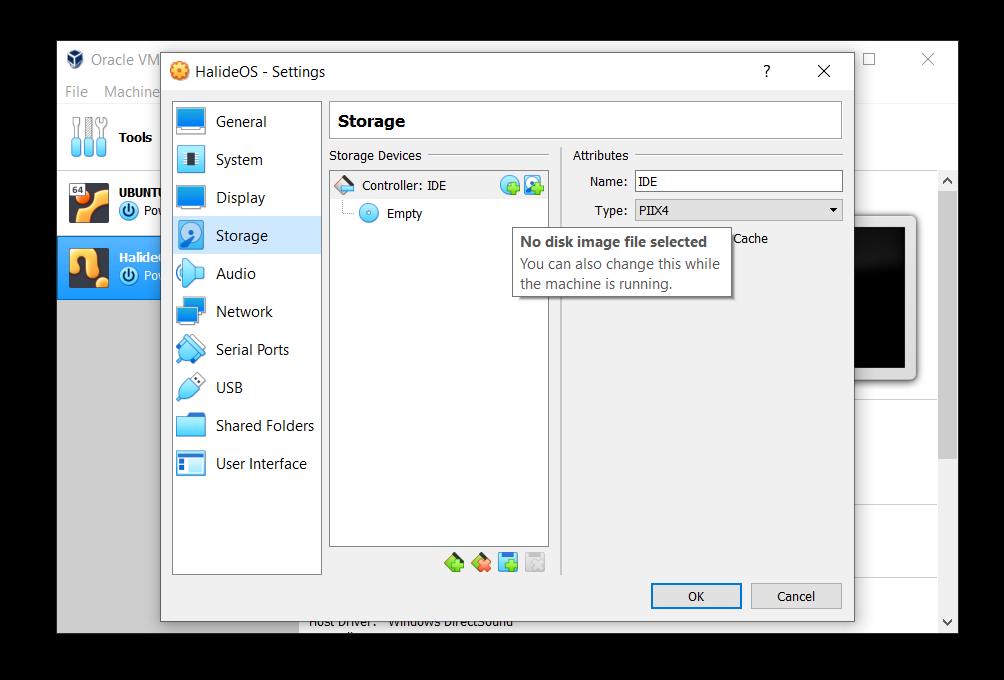 Oracle VM
File Machine
Tools
64
UBUNTU
Pow
HalideO
Pow
HalideOS - Settings
?
General
System
Display
Storage
Audio
Network
Serial Ports
USB
Shared Folders
User Interface
Storage
Storage Devices
Controller: IDE
Empty
Attributes
Name: IDE
Type: PIIX4
Cache
No disk image file selected
You can also change this while
the machine is running.
OK Cancel
Host Driver: Windows DirectSound